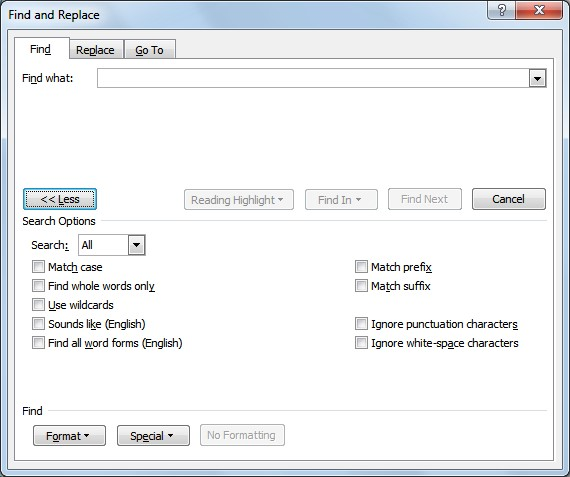 Find and Replace
Find Replace Go To
Find what:
<< Less Reading Highlight Find In Find Next Cancel
Search Options
Search: All
Match case Match prefix
Find whole words only Match suffix
Use wildcards
Sounds like (English) Ignore punctuation characters
Find all word forms (English) Ignore white-space characters
Find
Format Special No Formatting